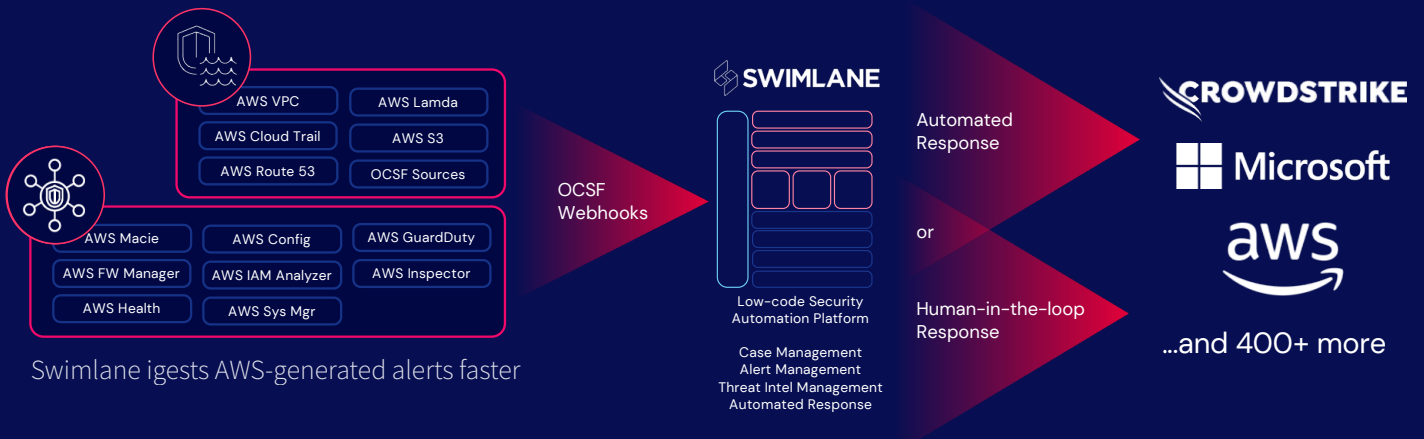 AWS VPC
AWS Lamda
AWS Cloud Trail
AWS S3
AWS Route 53
OCSF Sources
AWS Macie
AWS Config
AWS GuardDuty
AWS FW Manager
AWS IAM Analyzer
AWS Inspector
AWS Health
AWS Sys Mgr
Swimlane igests AWS-generated alerts faster
OCSF
Webhooks
SWIMLANE
Low-code Security
Automation Platform
Case Management
Alert Management
Threat Intel Management
Automated Response
Automated
Response
or
Human-in-the-loop
Response
CROWDSTRIKE
Microsoft
aws
...and 400+ more